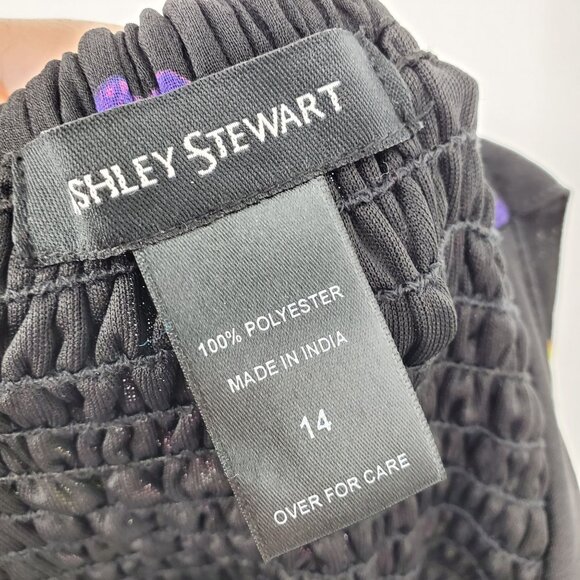 SHLEY STEWART
100% POLYESTER
MADE IN INDIA
14
OVER FOR CARE